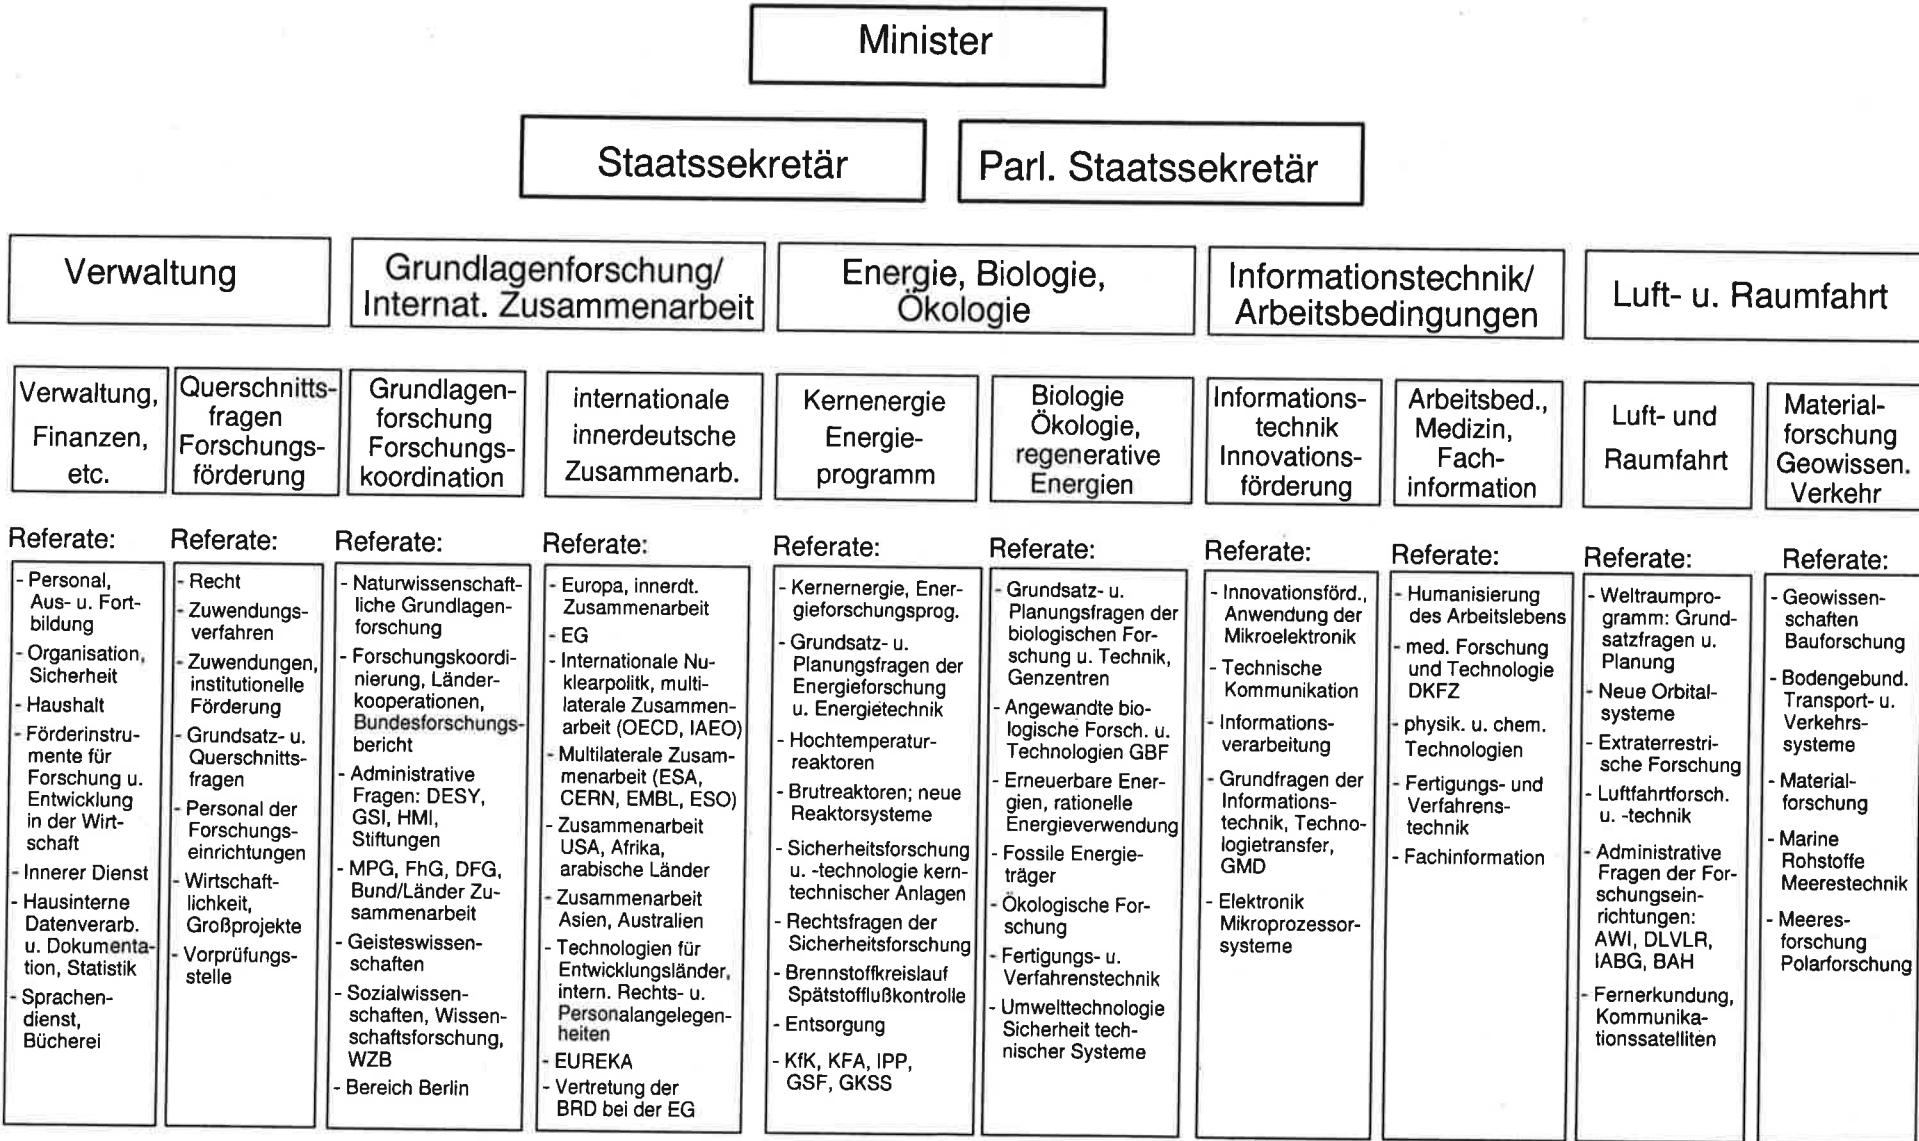 Minister
Staatssekretär
Parl. Staatssekretär
Verwaltung
Grundlagenforschung/
Internat. Zusammenarbeit
Energie, Biologie,
Ökologie
Informationstechnik/
Arbeitsbedingungen
Luft- u. Raumfahrt
Verwaltung,
Finanzen,
etc.
Querschnitts-
fragen
Forschungs-
förderung
Grundlagen-
forschung
Forschungs-
koordination
internationale
innerdeutsche
Zusammenarb.
Kernenergie
Energie-
programm
Biologie
Ökologie,
regenerative
Energien
Informations-
technik
Innovations-
förderung
Arbeitsbed.,
Medizin,
Fach-
information
Luft- und
Raumfahrt
Material-
forschung
Geowissen.
Verkehr
Referate:
- Personal,
Aus- u. Fort-
bildung
- Organisation,
Sicherheit
- Haushalt
- Förderinstru-
mente für
Forschung u.
Entwicklung
in der Wirt-
schaft
- Innerer Dienst
- Hausinterne
Datenverarb.
u. Dokumenta-
tion, Statistik
- Sprachen-
dienst,
Bücherei
Referate:
- Recht
- Zuwendungs-
verfahren
- Zuwendungen,
institutionelle
Förderung
- Grundsatz- u.
Querschnitts-
fragen
- Personal der
Forschungs-
einrichtungen
- Wirtschaft-
lichkeit,
Großprojekte
- Vorprüfungs-
stelle
Referate:
- Naturwissenschaft-
liche Grundlagen-
forschung
- Forschungskoordi-
nierung, Länder-
kooperationen,
Bundesforschungs-
bericht
- Administrative
Fragen: DESY,
GSI, HMI,
Stiftungen
- MPG, FhG, DFG,
Bund/Länder Zu-
sammenarbeit
- Geisteswissen-
schaften
- Sozialwissen-
schaften, Wissen-
schaftsforschung,
WZB
- Bereich Berlin
Referate:
- Europa, innerdt.
Zusammenarbeit
- EG
- Internationale Nu-
klearpolitk, multi-
laterale Zusammen-
arbeit (OECD, IAEO)
- Multilaterale Zusam-
menarbeit (ESA,
CERN, EMBL, ESO)
- Zusammenarbeit
USA, Afrika,
arabische Länder
- Zusammenarbeit
Asien, Australien
- Technologien für
Entwicklungsländer,
intern. Rechts- u.
Personalangelegen-
heiten
- EUREKA
- Vertretung der
BRD bei der EG
Referate:
- Kernernergie, Ener-
gieforschungsprog.
- Grundsatz- u.
Planungsfragen der
Energieforschung
u. Energietechnik
- Hochtemperatur-
reaktoren
- Brutreaktoren; neue
Reaktorsysteme
- Sicherheitsforschung
u. -technologie kern-
technischer Anlagen
- Rechtsfragen der
Sicherheitsforschung
- Brennstoffkreislauf
Spätstofflußkontrolle
- Entsorgung
- KfK, KFA, IPP,
GSF, GKSS
Referate:
- Grundsatz- u.
Planungsfragen der
biologischen For-
schung u. Technik,
Genzentren
- Angewandte bio-
logische Forsch. u.
Technologien GBF
- Erneuerbare Ener-
gien, rationelle
Energieverwendung
- Fossile Energie-
träger
- Ökologische For-
schung
- Fertigungs- u.
Verfahrenstechnik
- Umwelttechnologie
Sicherheit tech-
nischer Systeme
Referate:
- Innovationsförd.,
Anwendung der
Mikroelektronik
- Technische
Kommunikation
- Informations-
verarbeitung
- Grundfragen der
Informations-
technik, Techno-
logietransfer,
GMD
- Elektronik
Mikroprozessor-
systeme
Referate:
- Humanisierung
des Arbeitslebens
- med. Forschung
und Technologie
DKFZ
- physik. u. chem.
Technologien
- Fertigungs- und
Verfahrens-
technik
- Fachinformation
Referate:
- Weltraumpro-
gramm: Grund-
satzfragen u.
Planung
- Neue Orbital-
systeme
- Extraterrestri-
sche Forschung
- Luftfahrtforsch.
u. -technik
- Administrative
Fragen der For-
schungsein-
richtungen:
AWI, DLVLR,
IABG, BAH
- Fernerkundung,
Kommunika-
tionssatelliten
Referate:
- Geowissen-
schaften
Bauforschung
- Bodengebund.
Transport- u.
Verkehrs-
systeme
- Material-
forschung
- Marine
Rohstoffe
Meerestechnik
- Meeres-
forschung
Polarforschung